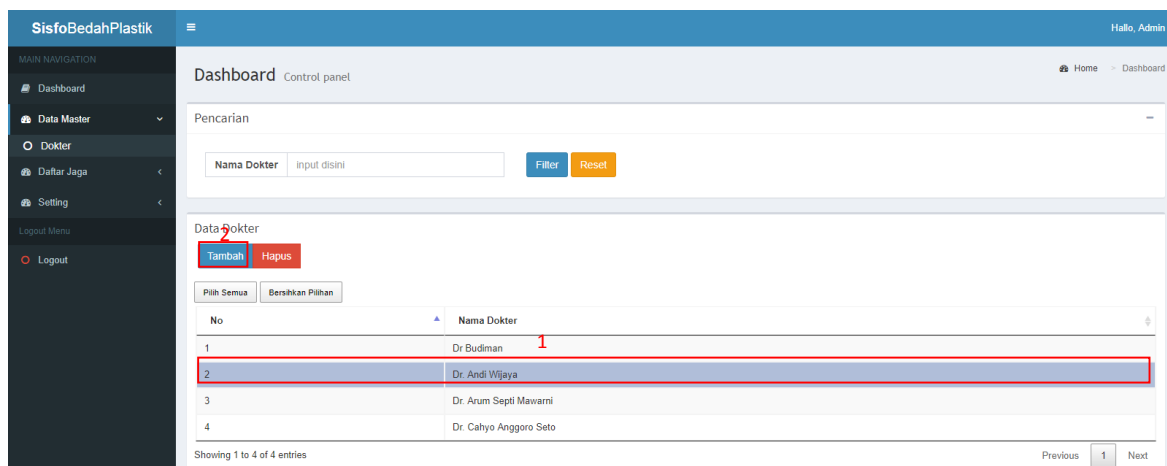 SisfoBedahPlastik
Hallo, Admin
MAIN NAVIGATION
Dashboard
Data Master
Dokter
Daftar Jaga
Setting
Logout Menu
Logout
Dashboard Control panel
Home > Dashboard
Pencarian
Nama Dokter input disini Filter Reset
Data Dokter
2
Tambah Hapus
Pilih Semua Bersihkan Pilihan
No Nama Dokter
1 Dr Budiman
1
2 Dr. Andi Wijaya
3 Dr. Arum Septi Mawarni
4 Dr. Cahyo Anggoro Seto
Showing 1 to 4 of 4 entries Previous 1 Next